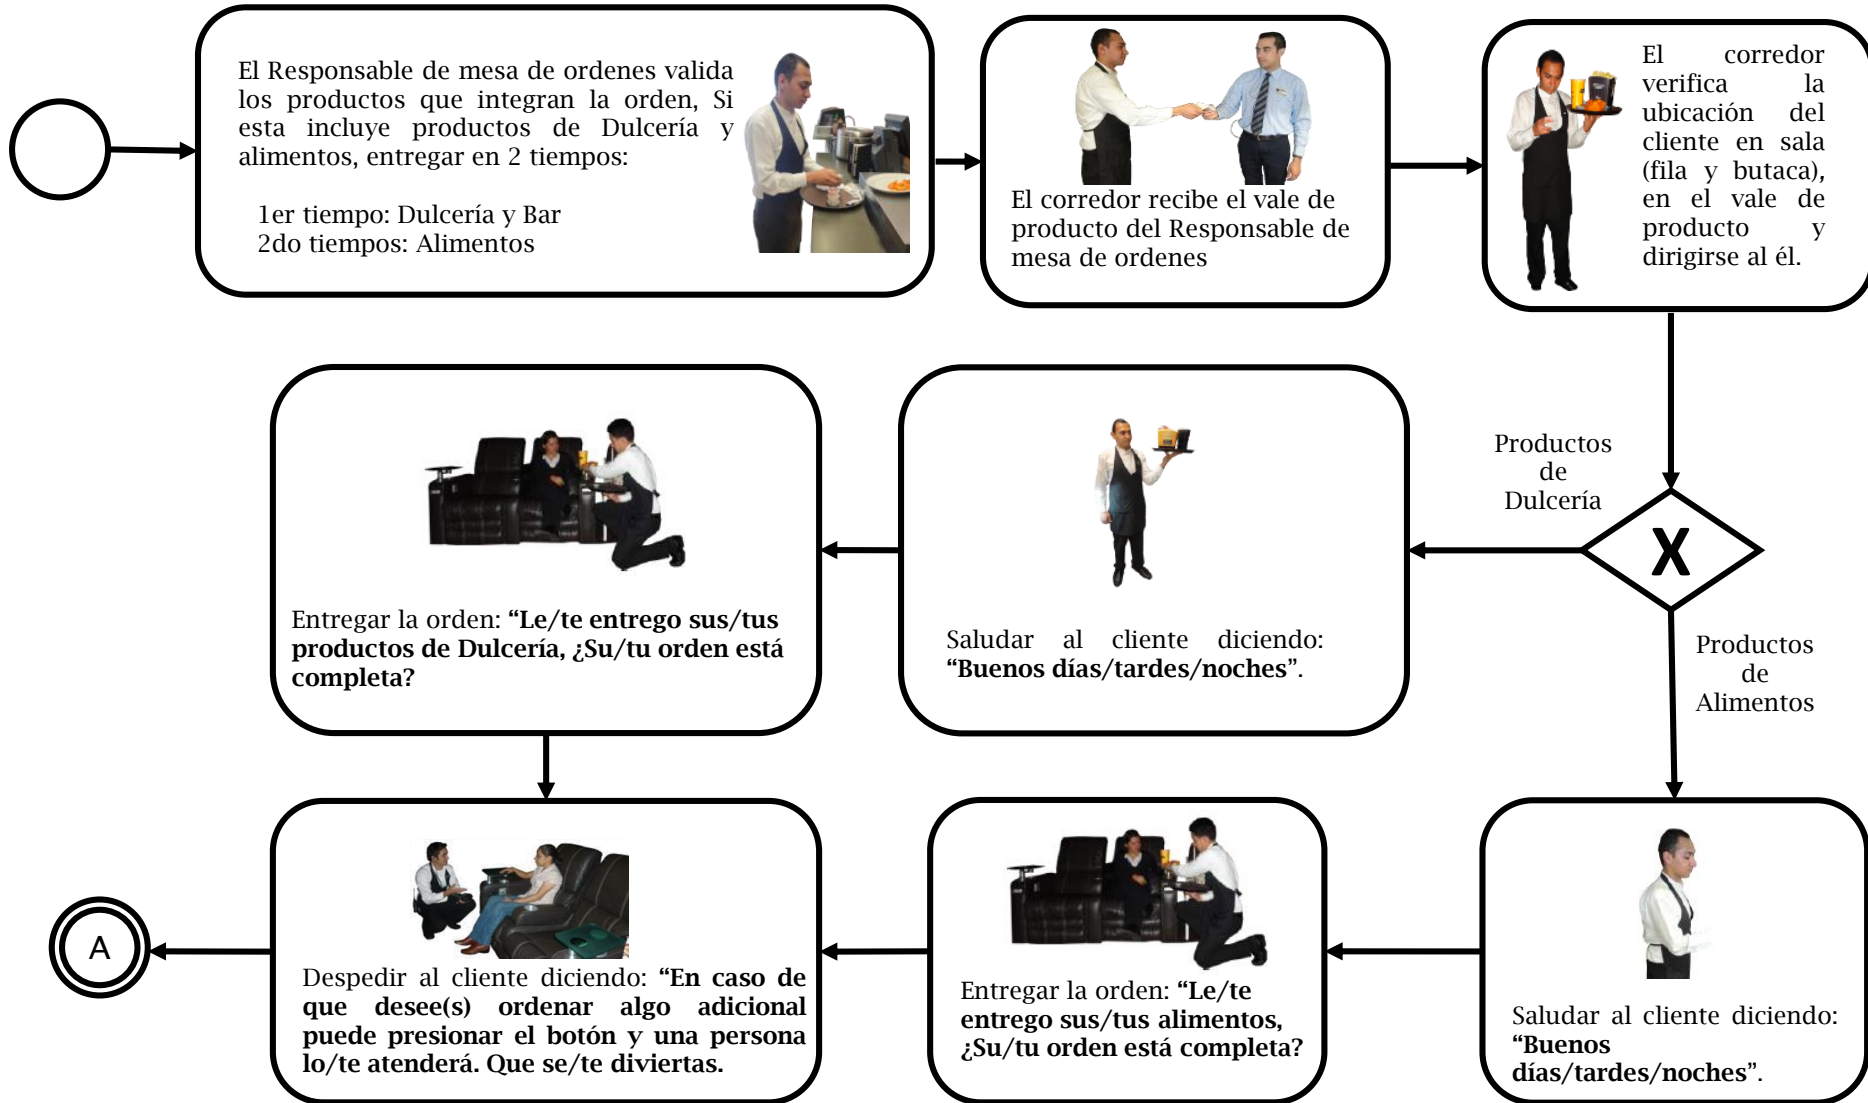 El Responsable de mesa de ordenes valida
los productos que integran la orden, Si
esta incluye productos de Dulcería y
alimentos, entregar en 2 tiempos:
1er tiempo: Dulcería y Bar
2do tiempos: Alimentos
El corredor recibe el vale de
producto del Responsable de
mesa de ordenes
El corredor
verifica la
ubicación del
cliente en sala
(fila y butaca),
en el vale de
producto y
dirigirse al él.
Productos
de
Dulcería
X
Productos
de
Alimentos
Saludar al cliente diciendo:
“Buenos días/tardes/noches”.
Entregar la orden: “Le/te entrego sus/tus
productos de Dulcería, ¿Su/tu orden está
completa?
Saludar al cliente diciendo:
“Buenos
días/tardes/noches”.
Entregar la orden: “Le/te
entrego sus/tus alimentos,
¿Su/tu orden está completa?
Despedir al cliente diciendo: “En caso de
que desee(s) ordenar algo adicional
puede presionar el botón y una persona
lo/te atenderá. Que se/te diviertas.
A